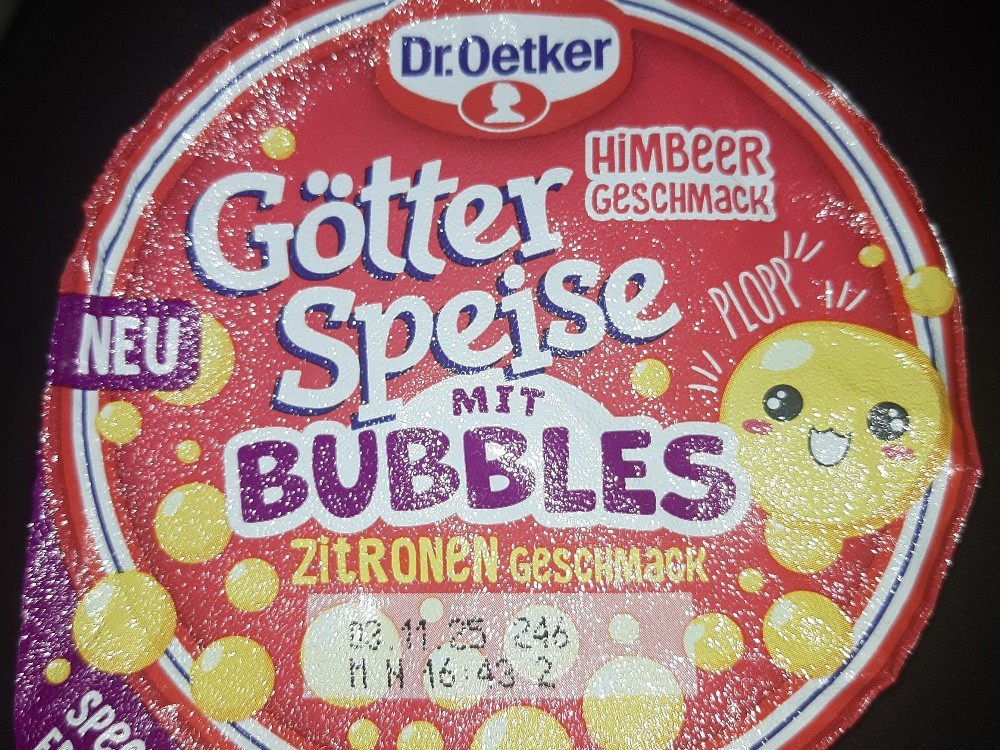 Dr. Oetker
HiMBEER
GESCHMACK
Götter
Speise
PLOPP
NEU
MIT
BUBBLES
ZiTRONEN GESCHMACK
03.11.25 246
M N 16:43 2